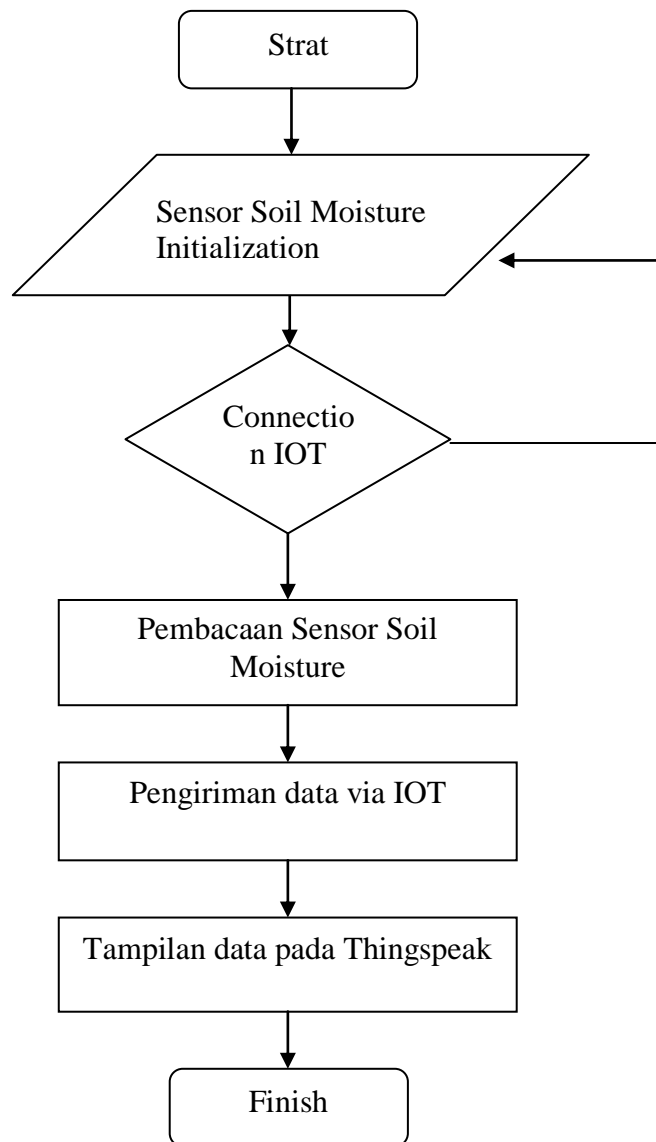 Strat
Sensor Soil Moisture
Initialization
Connectio
n IOT
Pembacaan Sensor Soil
Moisture
Pengiriman data via IOT
Tampilan data pada Thingspeak
Finish